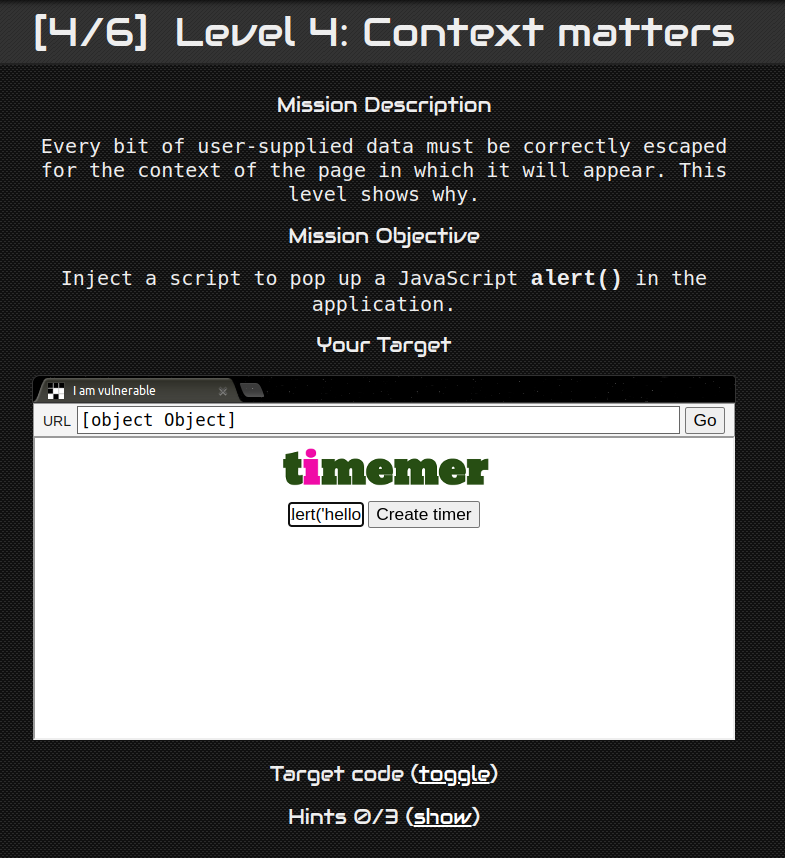 [4/6] Level 4: Context matters
Mission Description
Every bit of user-supplied data must be correctly escaped
for the context of the page in which it will appear. This
level shows why.
Mission Objective
Inject a script to pop up a JavaScript alert() in the
application.
Your Target
I am vulnerable
URL [object Object] Go
timemer
lert('hello Create timer
Target code (toggle)
Hints 0/3 (show)